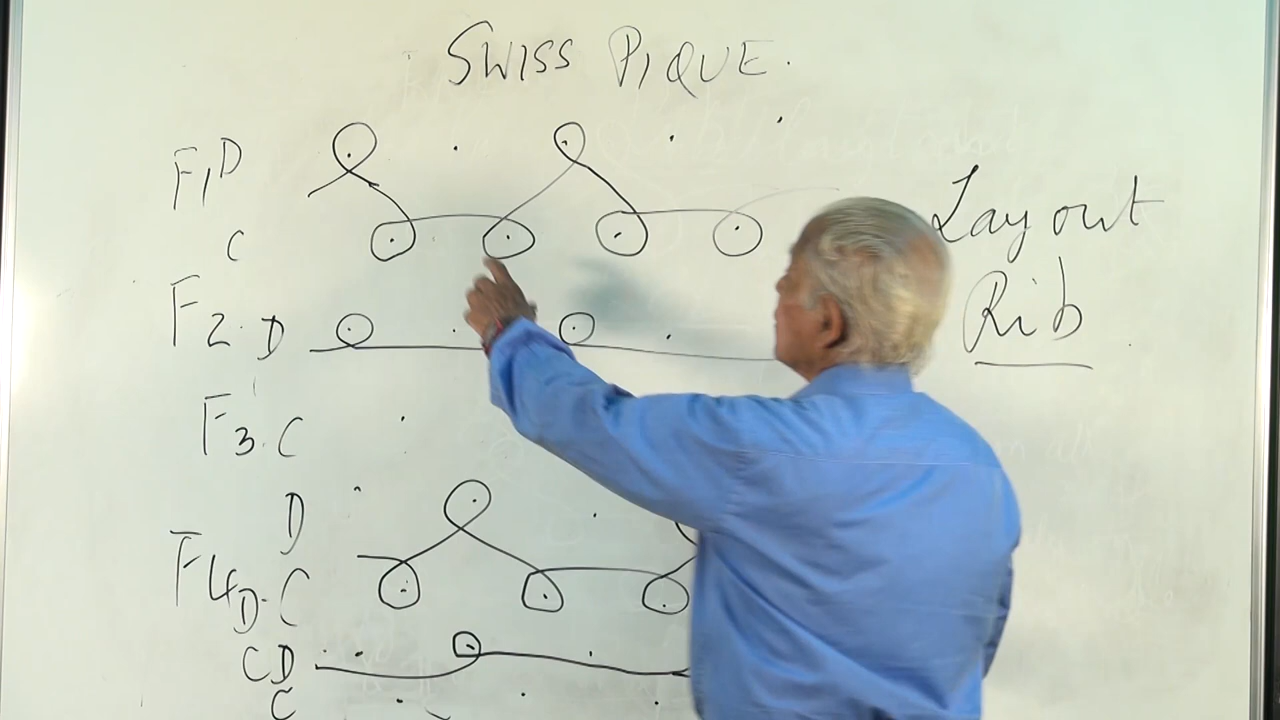 SWISS PIQUE.
F1 D
C
Layout
Rib
F2. D
F3. C
D
F4 D. C
CD
C